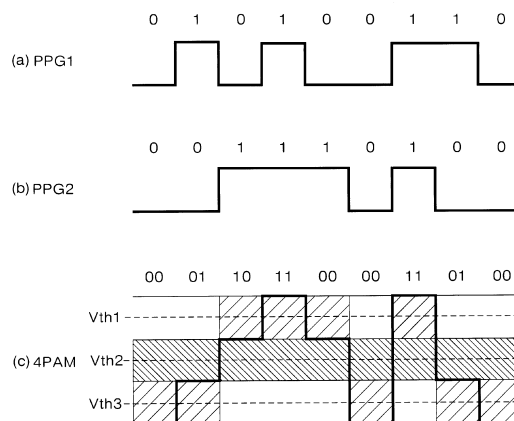 0 1 0 1 0 0 1 1 0
(a) PPG1
0 0 1 1 1 0 1 0 0
(b) PPG2
00 01 10 11 00 00 11 01 00
Vth1
(c) 4PAM Vth2
Vth3